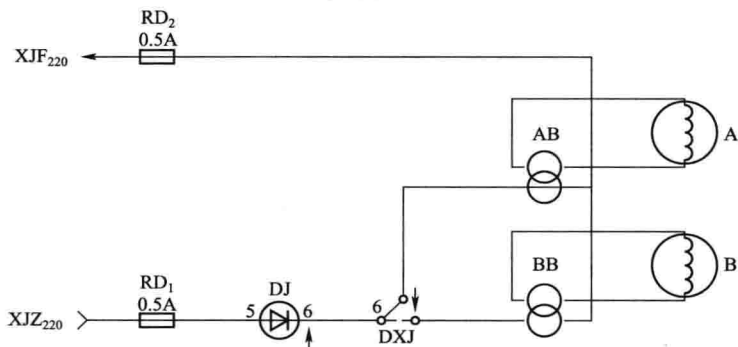 RD₂
0.5A
XJF₂₂₀
AB
A
BB
B
RD₁
0.5A
DJ
5
6
6
DXJ
XJZ₂₂₀